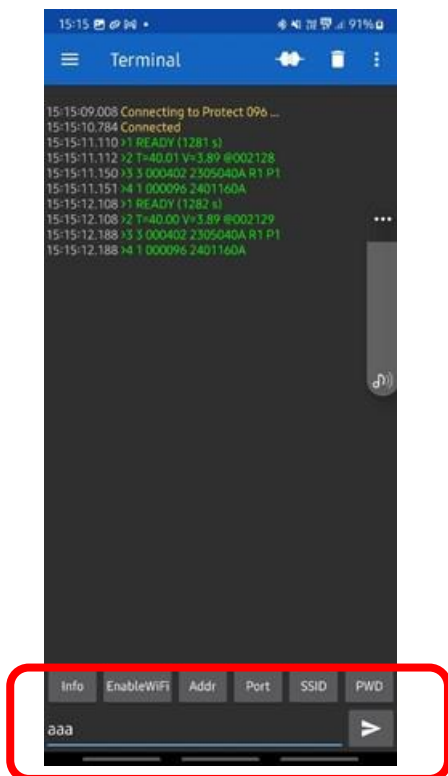 15:15 91%
Terminal
15:15:09.008 Connecting to Protect 096 ...
15:15:10.784 Connected
15:15:11.110 >1 READY (1281 s)
15:15:11.112 >2 T=40.01 V=3.89 @002128
15:15:11.150 >3 3 000402 2305040A R1 P1
15:15:11.151 >4 1 000096 2401160A
15:15:12.108 >1 READY (1282 s)
15:15:12.108 >2 T=40.00 V=3.89 @002129
15:15:12.188 >3 3 000402 2305040A R1 P1
15:15:12.188 >4 1 000096 2401160A
Info EnableWiFi Addr Port SSID PWD
aaa